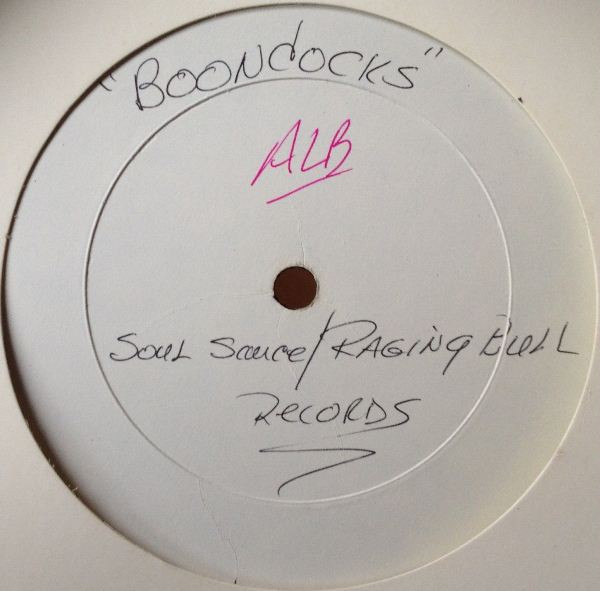 "BOONdOCKS"
ALB
SOUL Sauce/RAGING BULL
RecORDS